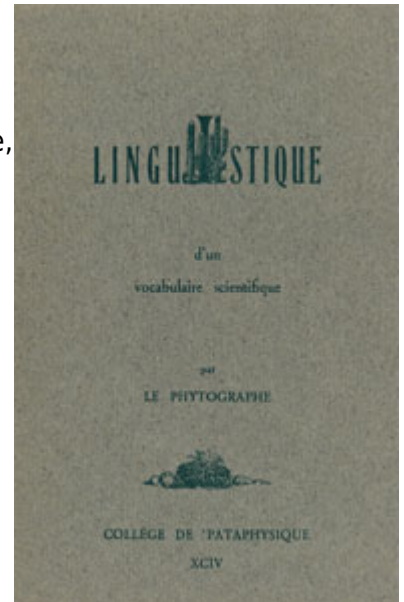 e,
LINGUISTIQUE
d'un
vocabulaire scientifique
par
LE PHYTOGRAPHE
COLLÈGE DE 'PATAPHYSIQUE
XCIV